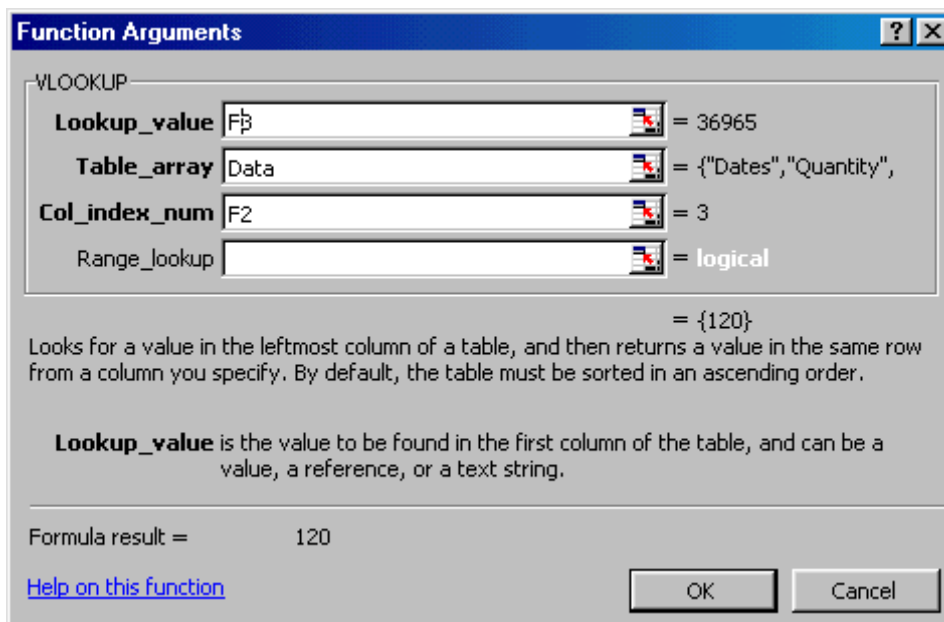 Function Arguments
VLOOKUP
Lookup_value F3 = 36965
Table_array Data = {"Dates","Quantity",
Col_index_num F2 = 3
Range_lookup = logical
= {120}
Looks for a value in the leftmost column of a table, and then returns a value in the same row
from a column you specify. By default, the table must be sorted in an ascending order.
Lookup_value is the value to be found in the first column of the table, and can be a
value, a reference, or a text string.
Formula result = 120
Help on this function
OK
Cancel